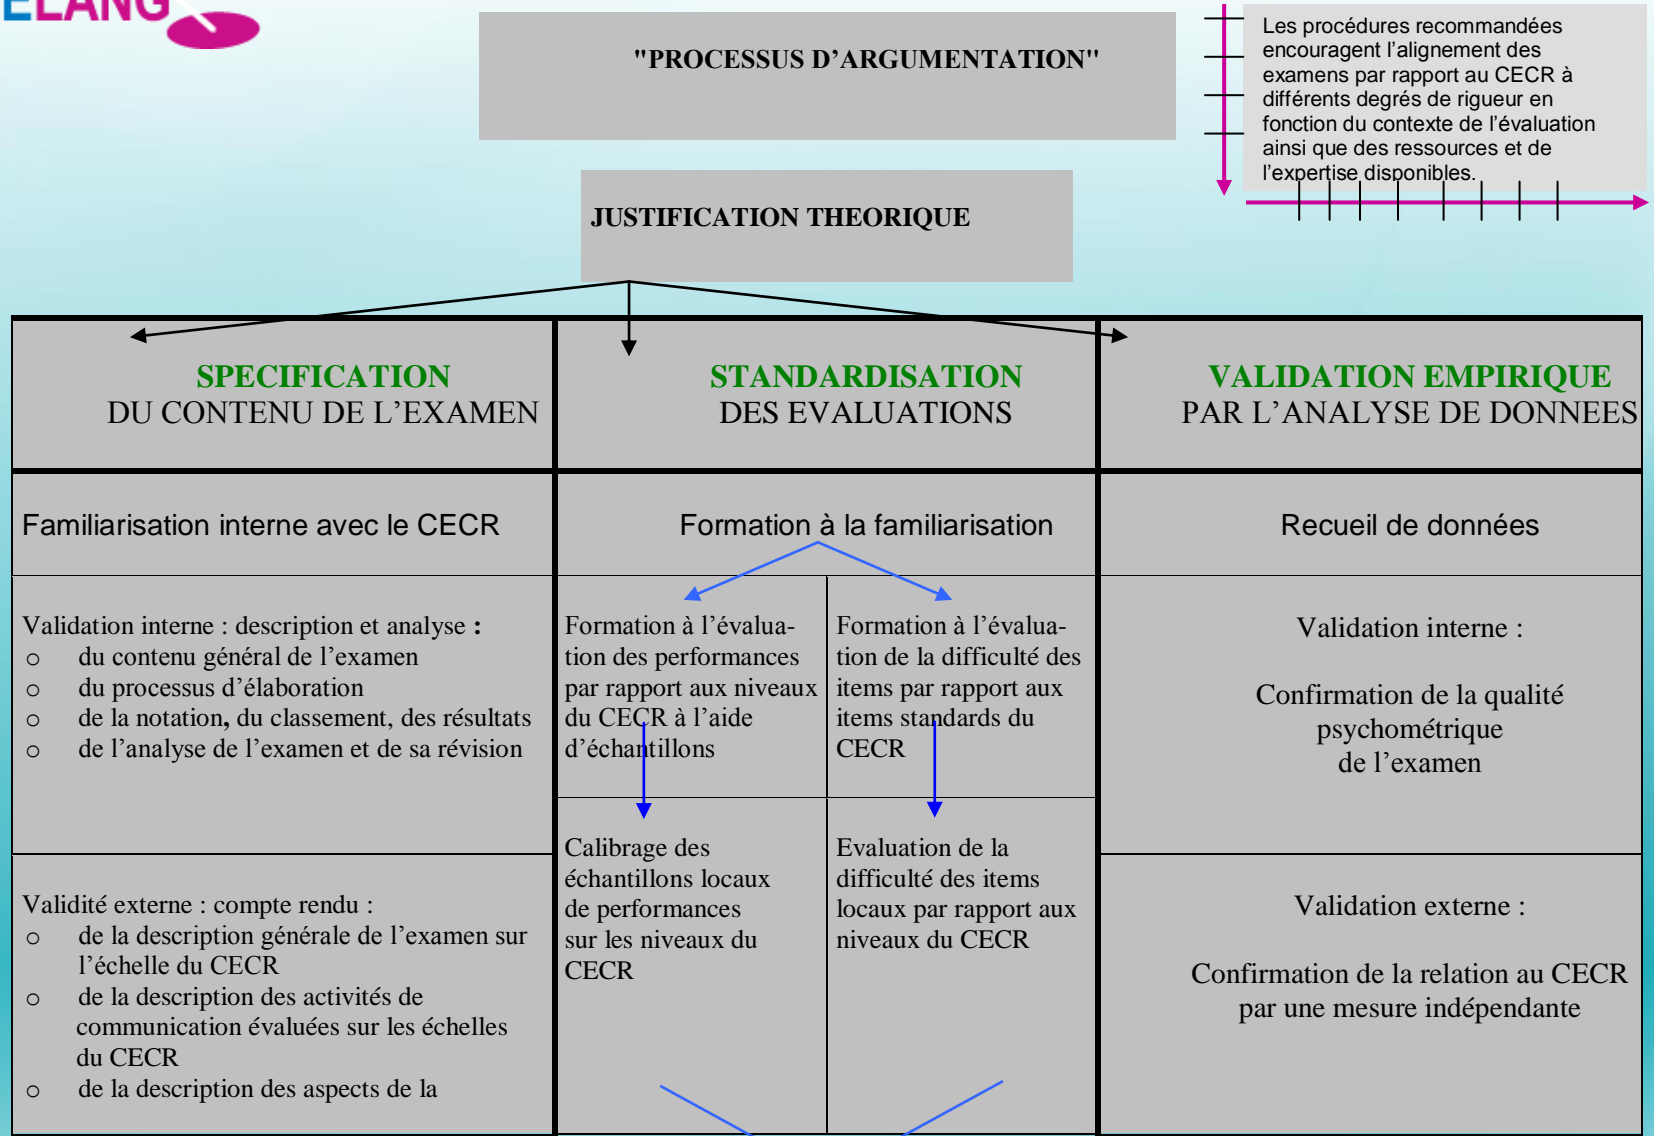 ELANG
"PROCESSUS D’ARGUMENTATION"
Les procédures recommandées
encouragent l’alignement des
examens par rapport au CECR à
différents degrés de rigueur en
fonction du contexte de l’évaluation
ainsi que des ressources et de
l’expertise disponibles.
JUSTIFICATION THEORIQUE
SPECIFICATION
DU CONTENU DE L’EXAMEN
STANDARDISATION
DES EVALUATIONS
VALIDATION EMPIRIQUE
PAR L’ANALYSE DE DONNEES
Familiarisation interne avec le CECR
Formation à la familiarisation
Recueil de données
Validation interne : description et analyse :
o du contenu général de l’examen
o du processus d’élaboration
o de la notation, du classement, des résultats
o de l’analyse de l’examen et de sa révision
Formation à l’évalua-
tion des performances
par rapport aux niveaux
du CECR à l’aide
d’échantillons
Formation à l’évalua-
tion de la difficulté des
items par rapport aux
items standards du
CECR
Validation interne :
Confirmation de la qualité
psychométrique
de l’examen
Validité externe : compte rendu :
o de la description générale de l’examen sur
l’échelle du CECR
o de la description des activités de
communication évaluées sur les échelles
du CECR
o de la description des aspects de la
Calibrage des
échantillons locaux
de performances
sur les niveaux du
CECR
Evaluation de la
difficulté des items
locaux par rapport aux
niveaux du CECR
Validation externe :
Confirmation de la relation au CECR
par une mesure indépendante